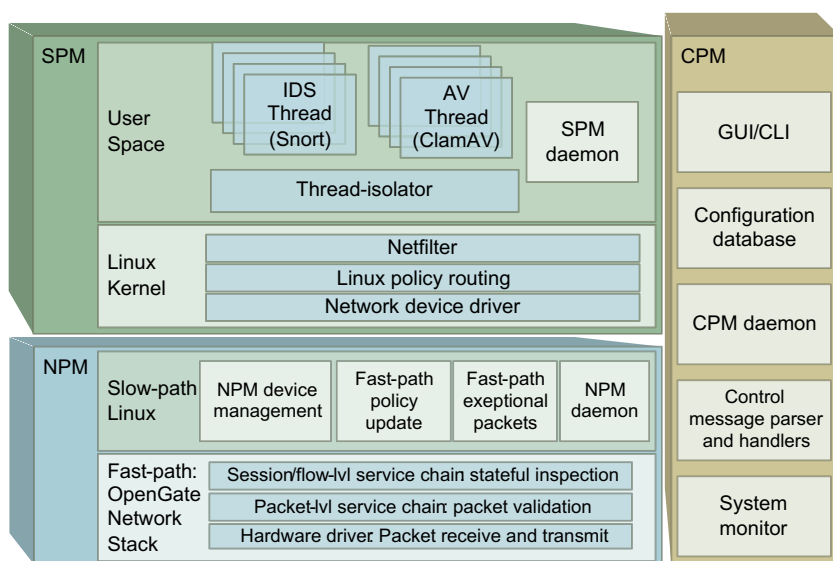 SPM
User
Space
IDS
Thread
(Snort)
AV
Thread
(ClamAV)
SPM
daemon
Thread-isolator
Linux
Kernel
Netfilter
Linux policy routing
Network device driver
NPM
Slow-path
Linux
NPM device
management
Fast-path
policy
update
Fast-path
exeptional
packets
NPM
daemon
Fast-path:
OpenGate
Network
Stack
Session/flow-lvl service chain: stateful inspection
Packet-lvl service chain: packet validation
Hardware driver: Packet receive and transmit
CPM
GUI/CLI
Configuration
database
CPM daemon
Control
message parser
and handlers
System
monitor